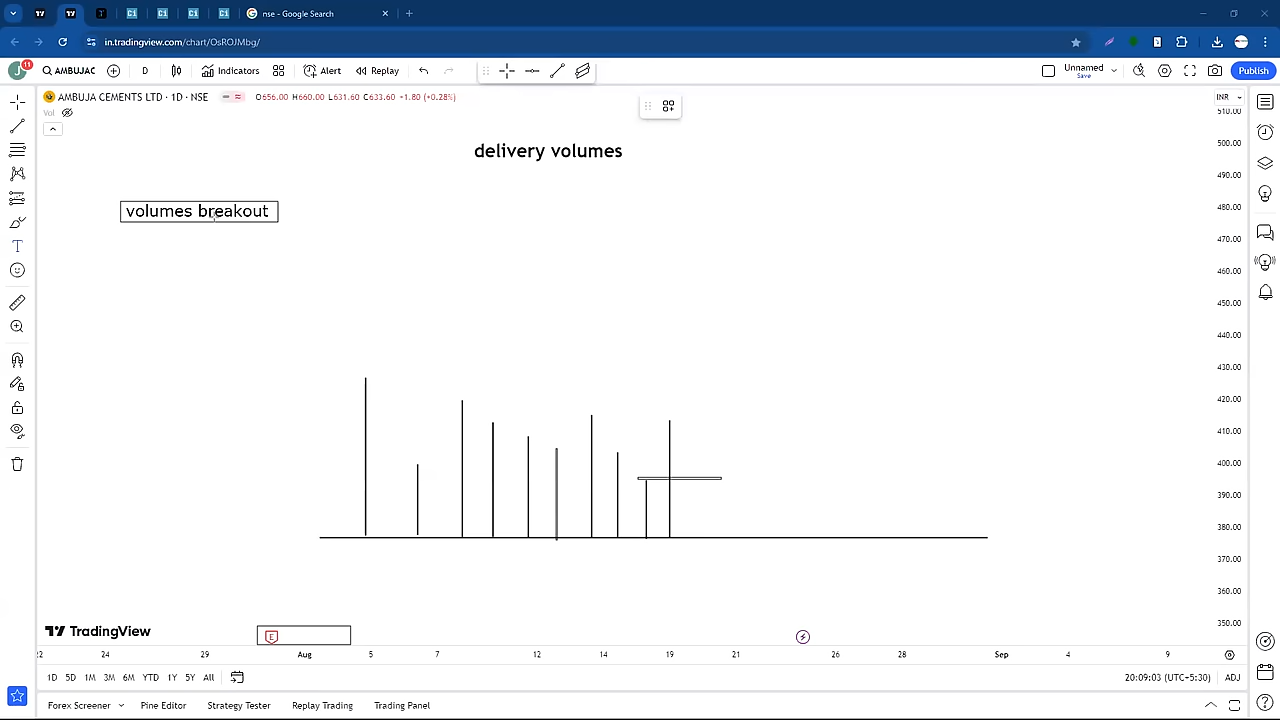 nse - Google Search
in.tradingview.com/chart/OsROJMbg/
J 11 AMBUJAC D Indicators Alert Replay Unnamed Save Publish
AMBUJA CEMENTS LTD · 1D · NSE O656.00 H660.00 L631.60 C633.60 +1.80 (+0.28%) INR
Vol
510.00
delivery volumes
500.00
490.00
volumes breakout
480.00
470.00
460.00
450.00
440.00
430.00
420.00
410.00
400.00
390.00
380.00
370.00
360.00
350.00
TradingView
E
22 24 29 Aug 5 7 12 14 19 21 26 28 Sep 4 9
1D 5D 1M 3M 6M YTD 1Y 5Y All 20:09:03 (UTC+5:30) ADJ
Forex Screener Pine Editor Strategy Tester Replay Trading Trading Panel